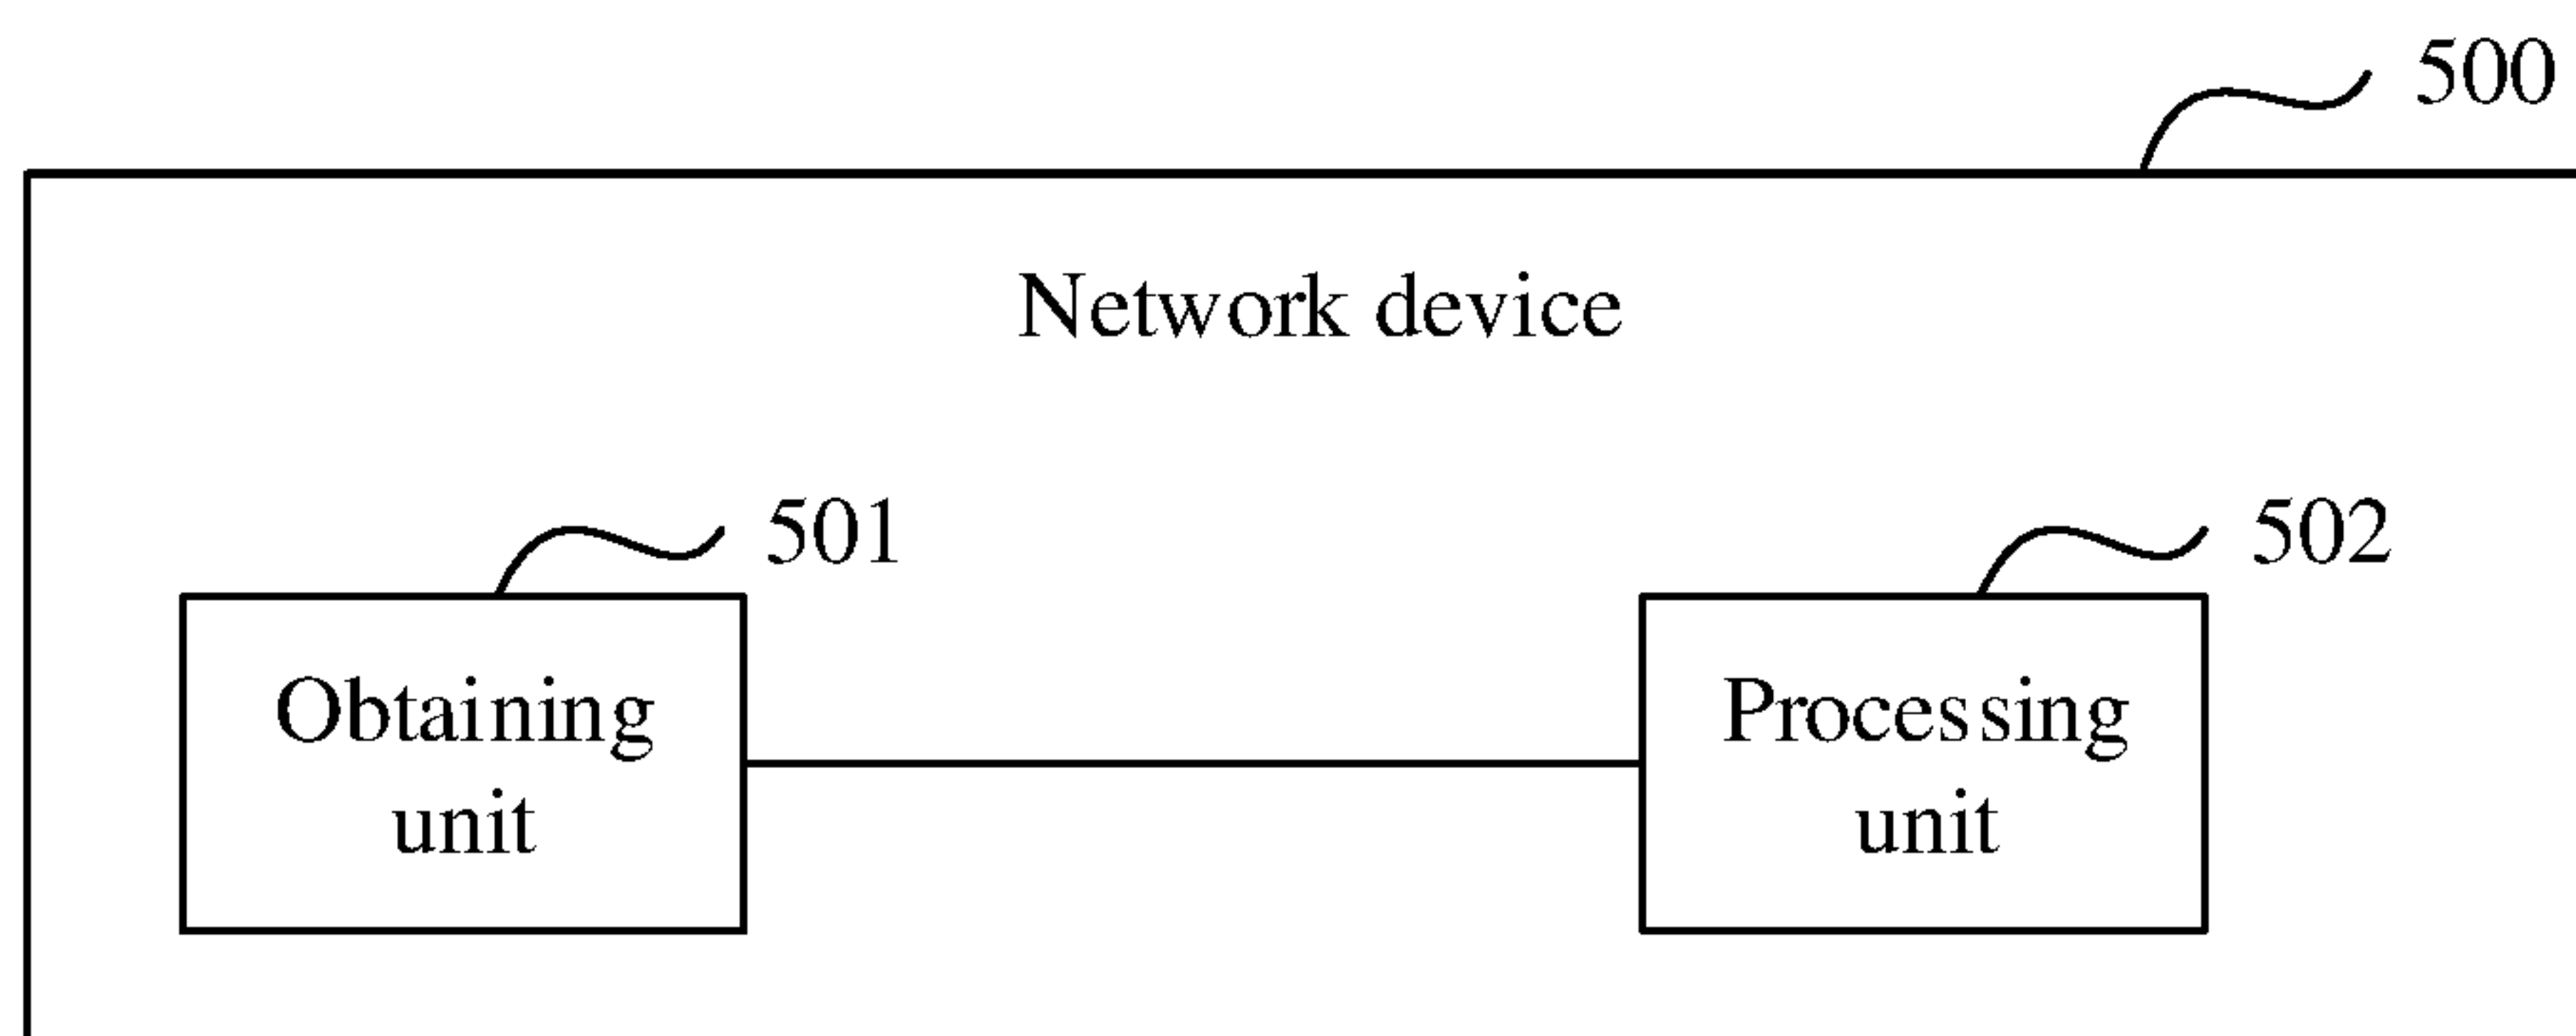 500
Network device
501
502
Obtaining
unit
Processing
unit